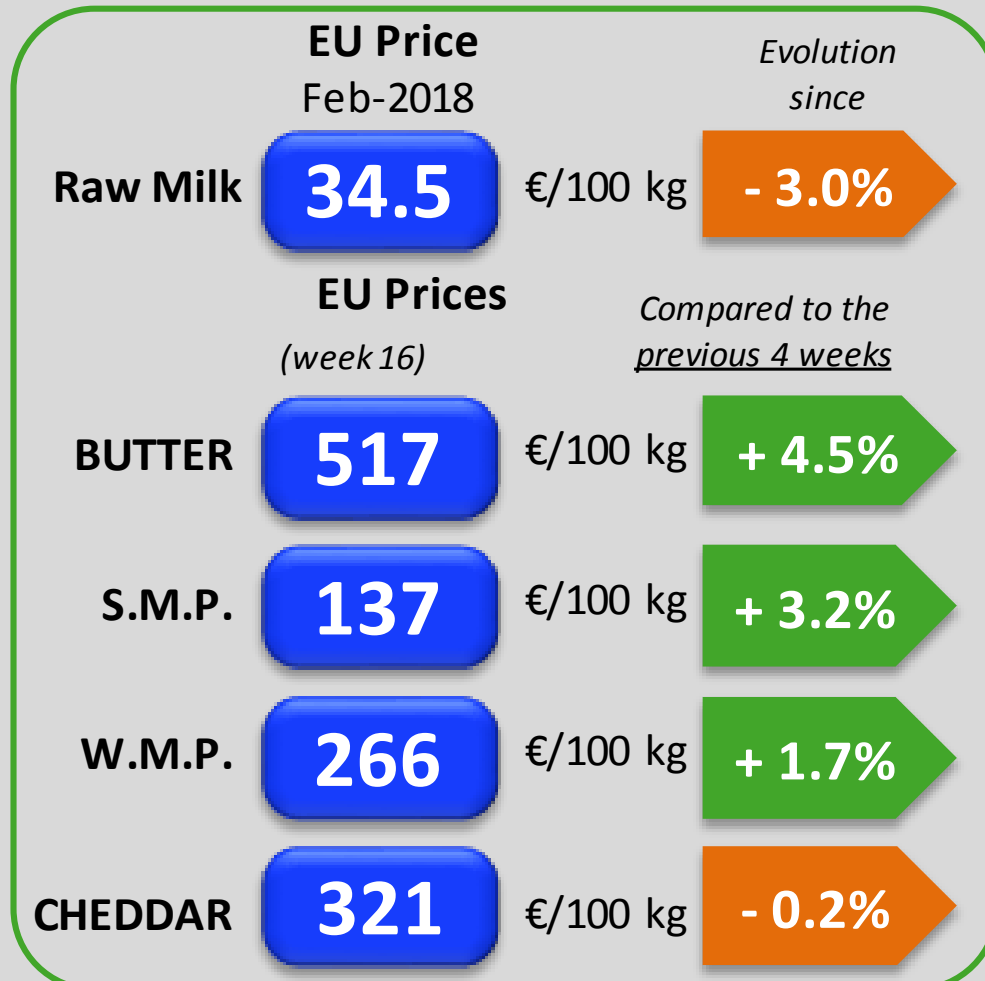 EU Price
Feb-2018
Evolution
since
Raw Milk 34.5 €/100 kg - 3.0%
EU Prices
(week 16)
Compared to the
previous 4 weeks
BUTTER 517 €/100 kg + 4.5%
S.M.P. 137 €/100 kg + 3.2%
W.M.P. 266 €/100 kg + 1.7%
CHEDDAR 321 €/100 kg - 0.2%